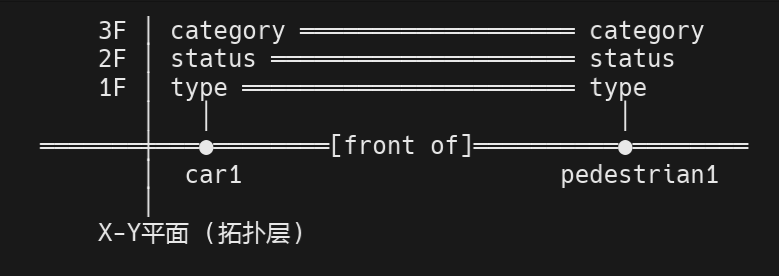 3F category category
2F status status
1F type type
[front of]
car1 pedestrian1
X-Y平面 (拓扑层)